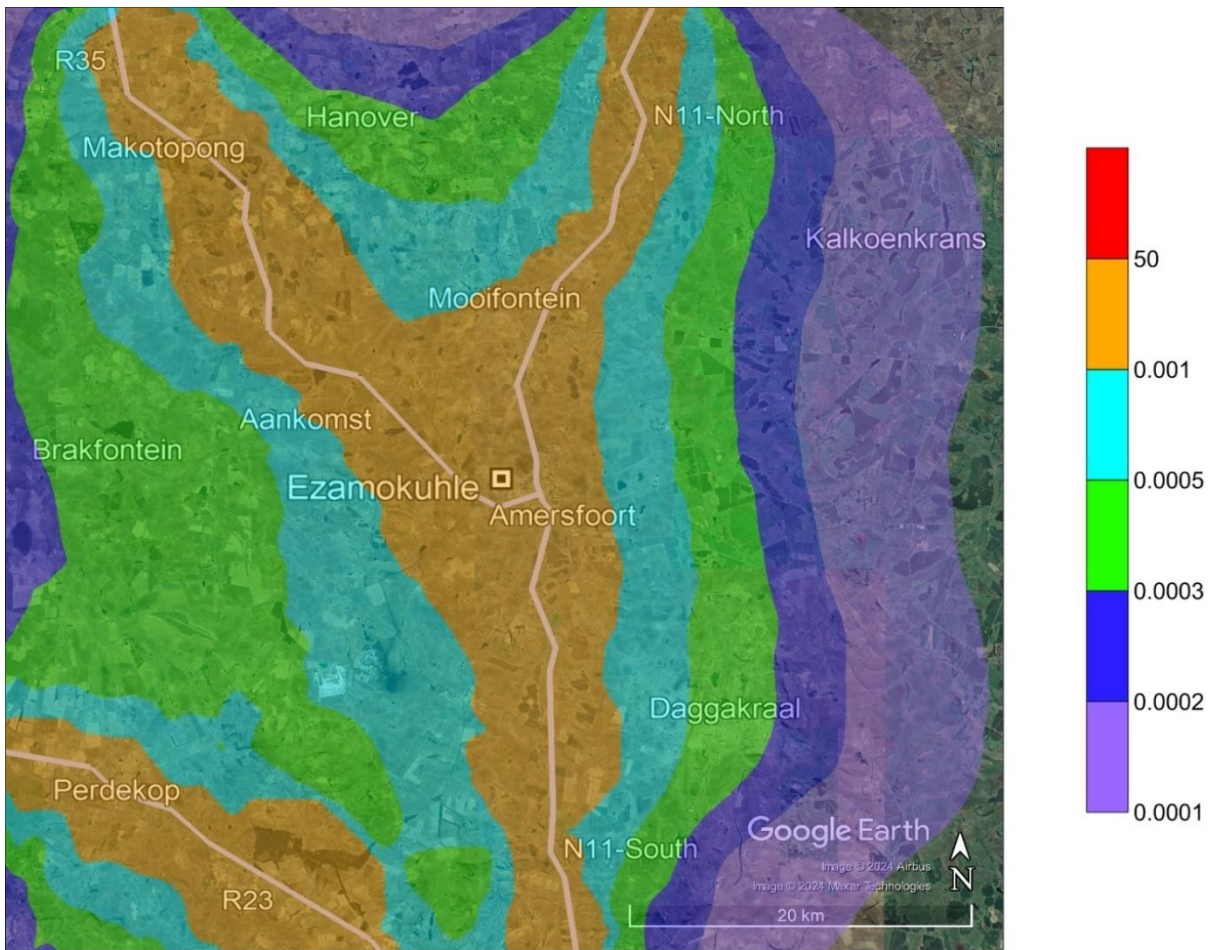 R35
Hanover
N11-North
Makotopong
Kalkoenkrans
Mooifontein
Aankomst
Brakfontein
Ezamokuhle
Amersfoort
Daggakraal
Perdekop
N11-South
R23
Google Earth
Image © 2024 Airbus
Image © 2024 Maxar Technologies
N
20 km
50
0.001
0.0005
0.0003
0.0002
0.0001